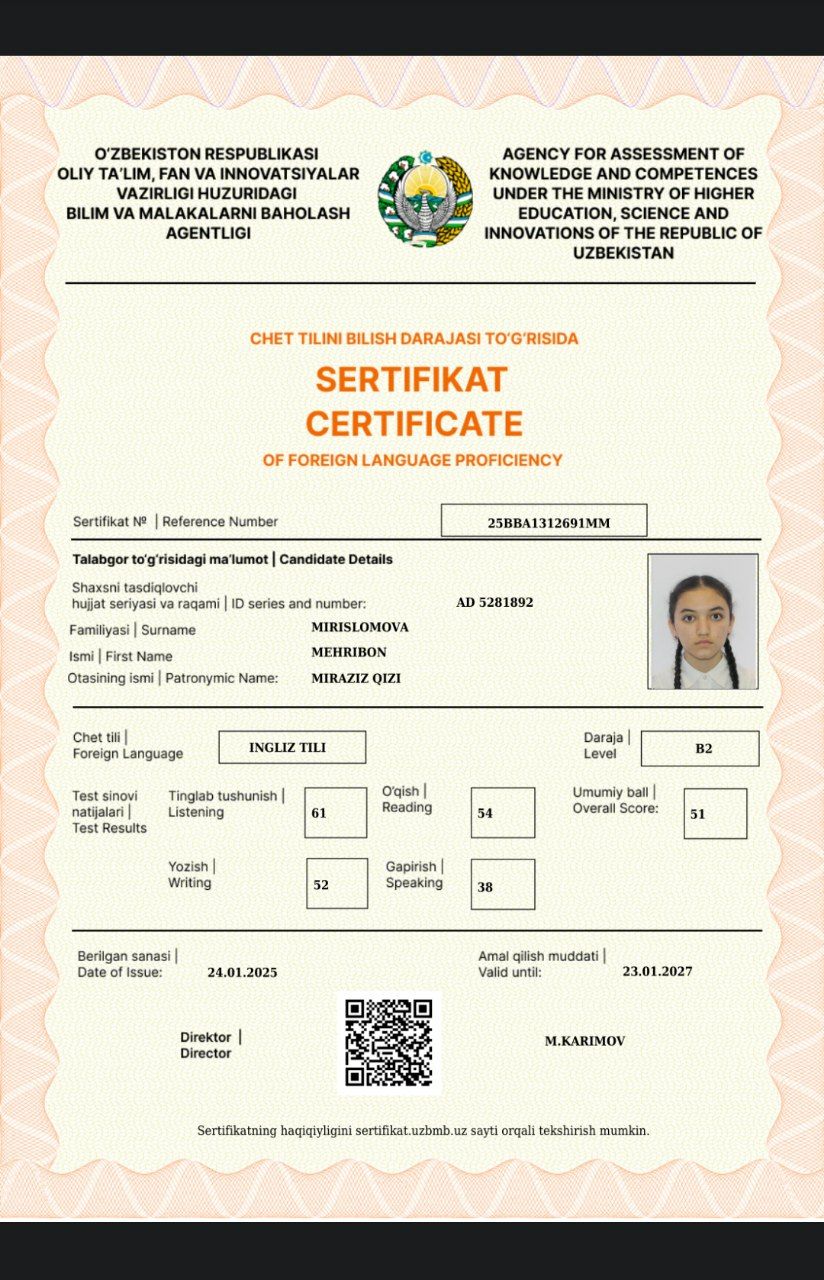 O‘ZBEKISTON RESPUBLIKASI
OLIY TA’LIM, FAN VA INNOVATSIYALAR
VAZIRLIGI HUZURIDAGI
BILIM VA MALAKALARNI BAHOLASH
AGENTLIGI
AGENCY FOR ASSESSMENT OF
KNOWLEDGE AND COMPETENCES
UNDER THE MINISTRY OF HIGHER
EDUCATION, SCIENCE AND
INNOVATIONS OF THE REPUBLIC OF
UZBEKISTAN
CHET TILINI BILISH DARAJASI TO‘G‘RISIDA
SERTIFIKAT
CERTIFICATE
OF FOREIGN LANGUAGE PROFICIENCY
Sertifikat № | Reference Number 25BBA1312691MM
Talabgor to‘g‘risidagi ma’lumot | Candidate Details
Shaxsni tasdiqlovchi
hujjat seriyasi va raqami | ID series and number: AD 5281892
Familiyasi | Surname MIRISLOMOVA
Ismi | First Name MEHRIBON
Otasining ismi | Patronymic Name: MIRAZIZ QIZI
Chet tili |
Foreign Language
INGLIZ TILI
Daraja |
Level
B2
Test sinovi
natijalari |
Test Results
Tinglab tushunish |
Listening
61
O‘qish |
Reading
54
Umumiy ball |
Overall Score:
51
Yozish |
Writing
52
Gapirish |
Speaking
38
Berilgan sanasi |
Date of Issue: 24.01.2025
Amal qilish muddati |
Valid until: 23.01.2027
Direktor |
Director
M.KARIMOV
Sertifikatning haqiqiyligini sertifikat.uzbmb.uz sayti orqali tekshirish mumkin.